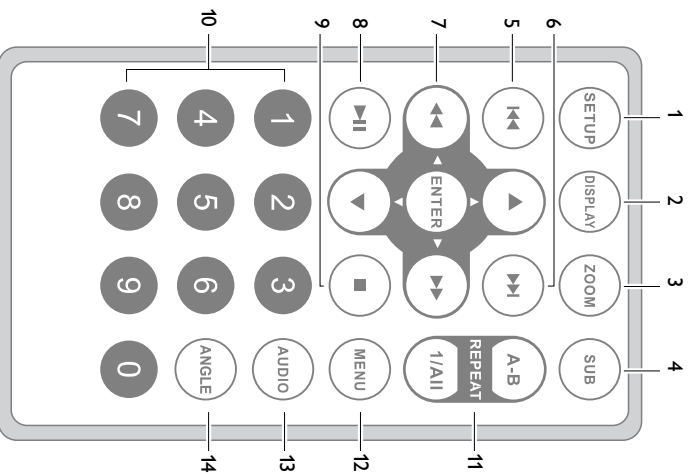 1 2 3 4
SETUP DISPLAY ZOOM SUB
6
5 A-B
REPEAT 11
7 ENTER 1/All
8 MENU 12
9
1 2 3 AUDIO 13
10 4 5 6 ANGLE 14
7 8 9 0